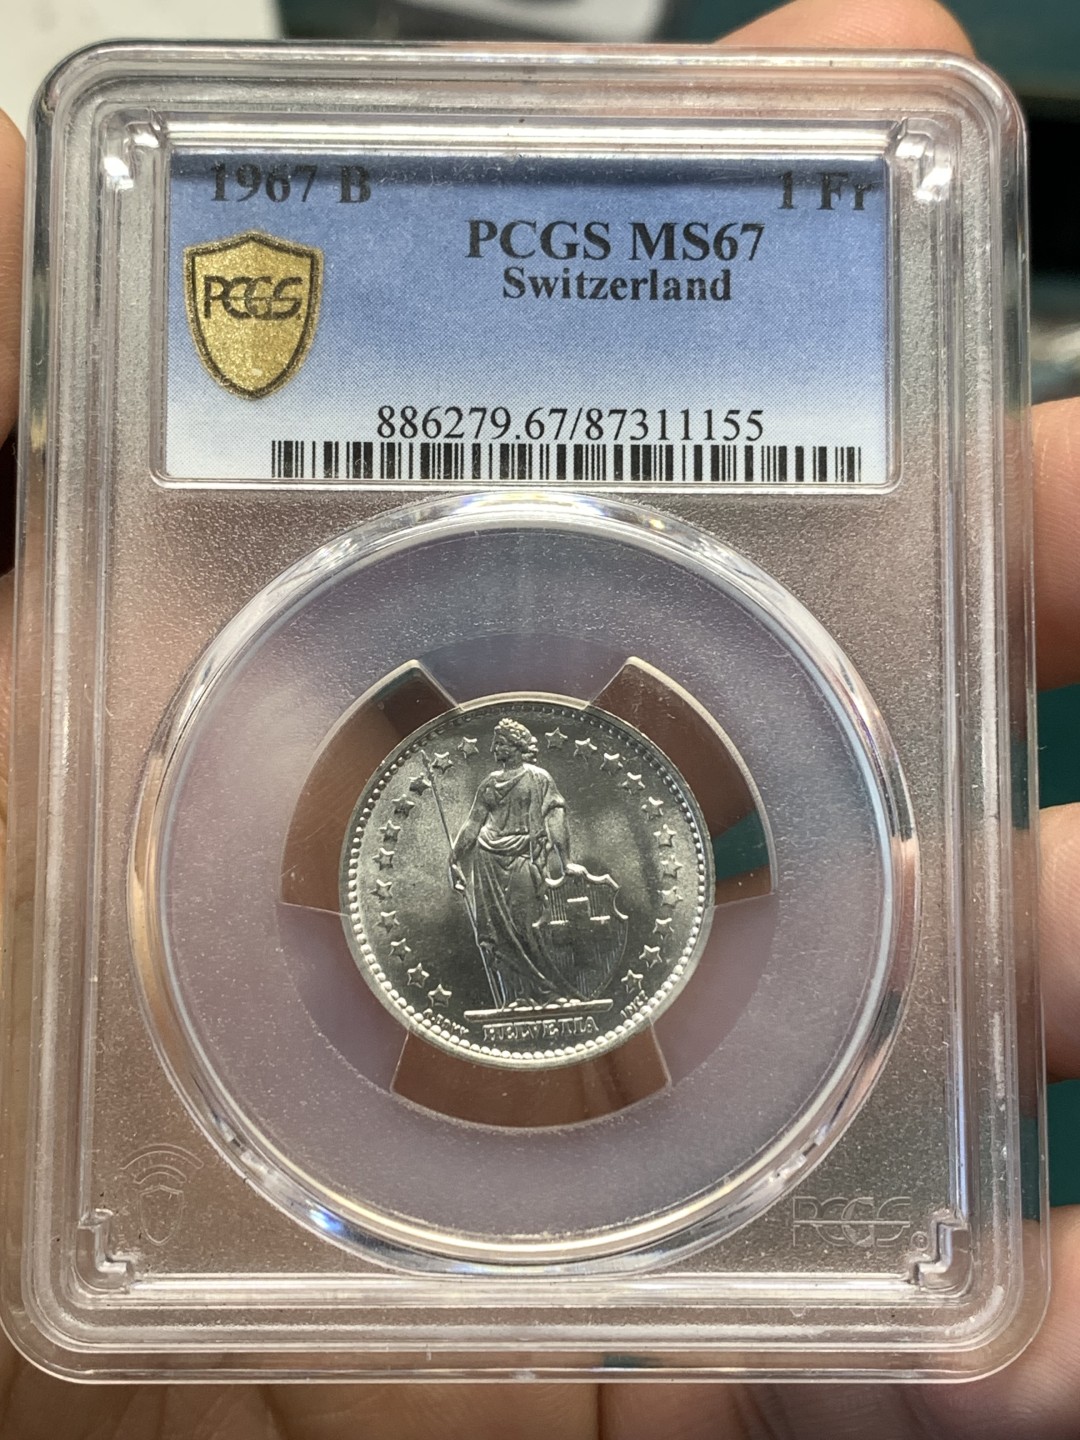 1967 B
1 Fr
PCGS MS67
Switzerland
PCGS
886279.67/87311155
HELVETIA
PCGS